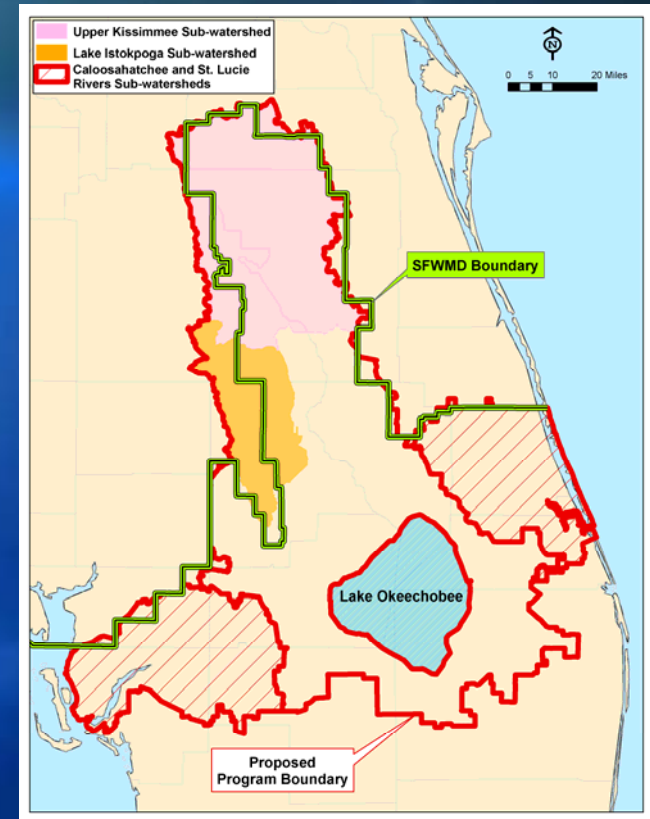 Upper Kissimmee Sub-watershed
Lake Istokpoga Sub-watershed
Caloosahatchee and St. Lucie
Rivers Sub-watersheds
N
0 5 10 20 Miles
SFWMD Boundary
Lake Okeechobee
Proposed
Program Boundary